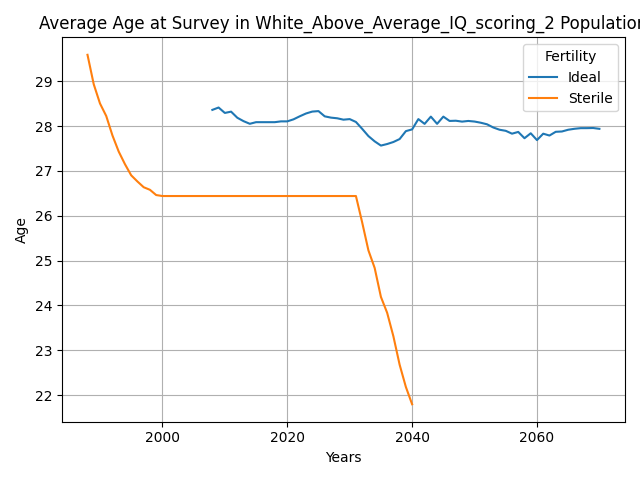 Average Age at Survey in White_Above_Average_IQ_scoring_2 Population
Fertility
Ideal
Sterile
29
28
27
26
25
24
23
22
Age
2000
2020
2040
2060
Years